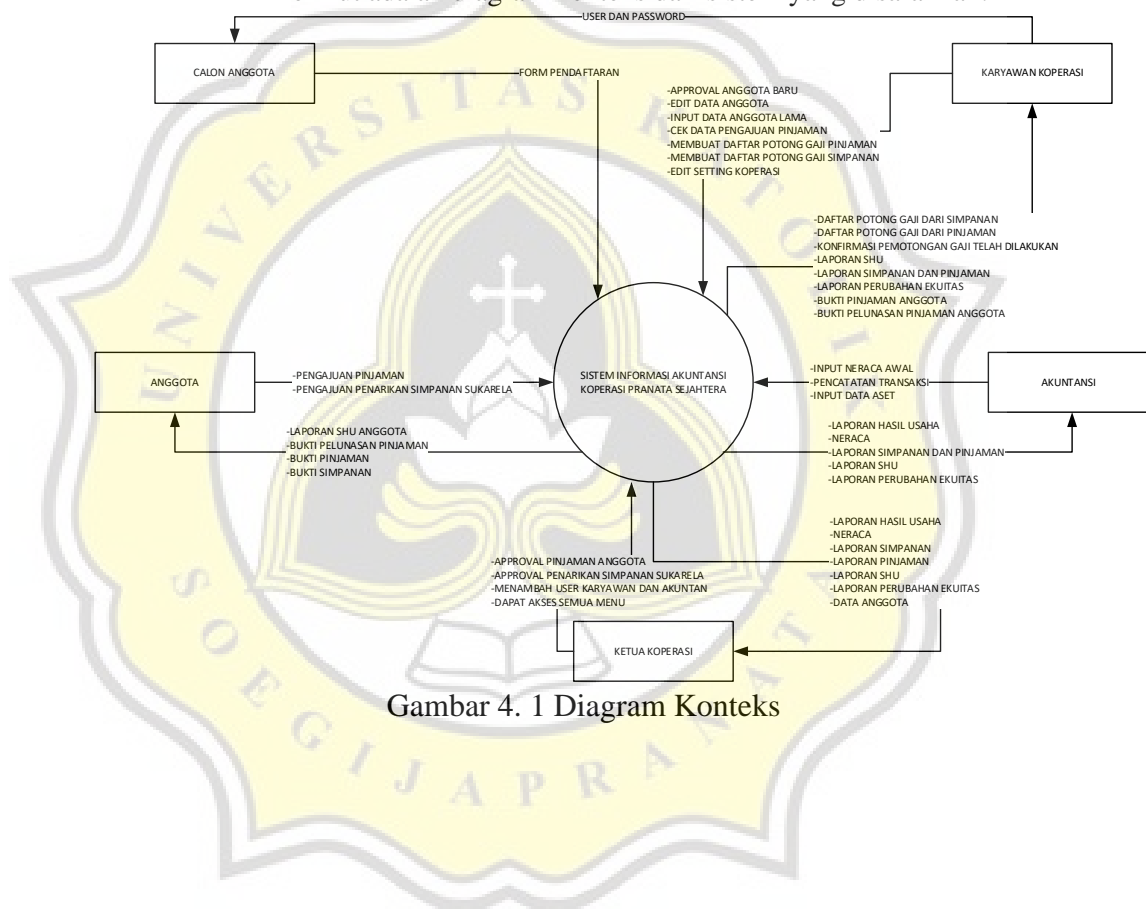 USER DAN PASSWORD
CALON ANGGOTA
FORM PENDAFTARAN
KARYAWAN KOPERASI
-APPROVAL ANGGOTA BARU
-EDIT DATA ANGGOTA
-INPUT DATA ANGGOTA LAMA
-CEK DATA PENGAJUAN PINJAMAN
-MEMBUAT DAFTAR POTONG GAJI PINJAMAN
-MEMBUAT DAFTAR POTONG GAJI SIMPANAN
-EDIT SETTING KOPERASI
-DAFTAR POTONG GAJI DARI SIMPANAN
-DAFTAR POTONG GAJI DARI PINJAMAN
-KONFIRMASI PEMOTONGAN GAJI TELAH DILAKUKAN
-LAPORAN SHU
-LAPORAN SIMPANAN DAN PINJAMAN
-LAPORAN PERUBAHAN EKUITAS
-BUKTI PINJAMAN ANGGOTA
-BUKTI PELUNASAN PINJAMAN ANGGOTA
ANGGOTA
-PENGAJUAN PINJAMAN
-PENGAJUAN PENARIKAN SIMPANAN SUKARELA
SISTEM INFORMASI AKUNTANSI
KOPERASI PRANATA SEJAHTERA
-INPUT NERACA AWAL
-PENCATATAN TRANSAKSI
-INPUT DATA ASET
AKUNTANSI
-LAPORAN SHU ANGGOTA
-BUKTI PELUNASAN PINJAMAN
-BUKTI PINJAMAN
-BUKTI SIMPANAN
-LAPORAN HASIL USAHA
-NERACA
-LAPORAN SIMPANAN DAN PINJAMAN
-LAPORAN SHU
-LAPORAN PERUBAHAN EKUITAS
-APPROVAL PINJAMAN ANGGOTA
-APPROVAL PENARIKAN SIMPANAN SUKARELA
-MENAMBAH USER KARYAWAN DAN AKUNTAN
-DAPAT AKSES SEMUA MENU
-LAPORAN HASIL USAHA
-NERACA
-LAPORAN SIMPANAN
-LAPORAN PINJAMAN
-LAPORAN SHU
-LAPORAN PERUBAHAN EKUITAS
-DATA ANGGOTA
KETUA KOPERASI
Gambar 4. 1 Diagram Konteks
UNIVERSITAS KATOLIK
SOEGIJAPRANATA